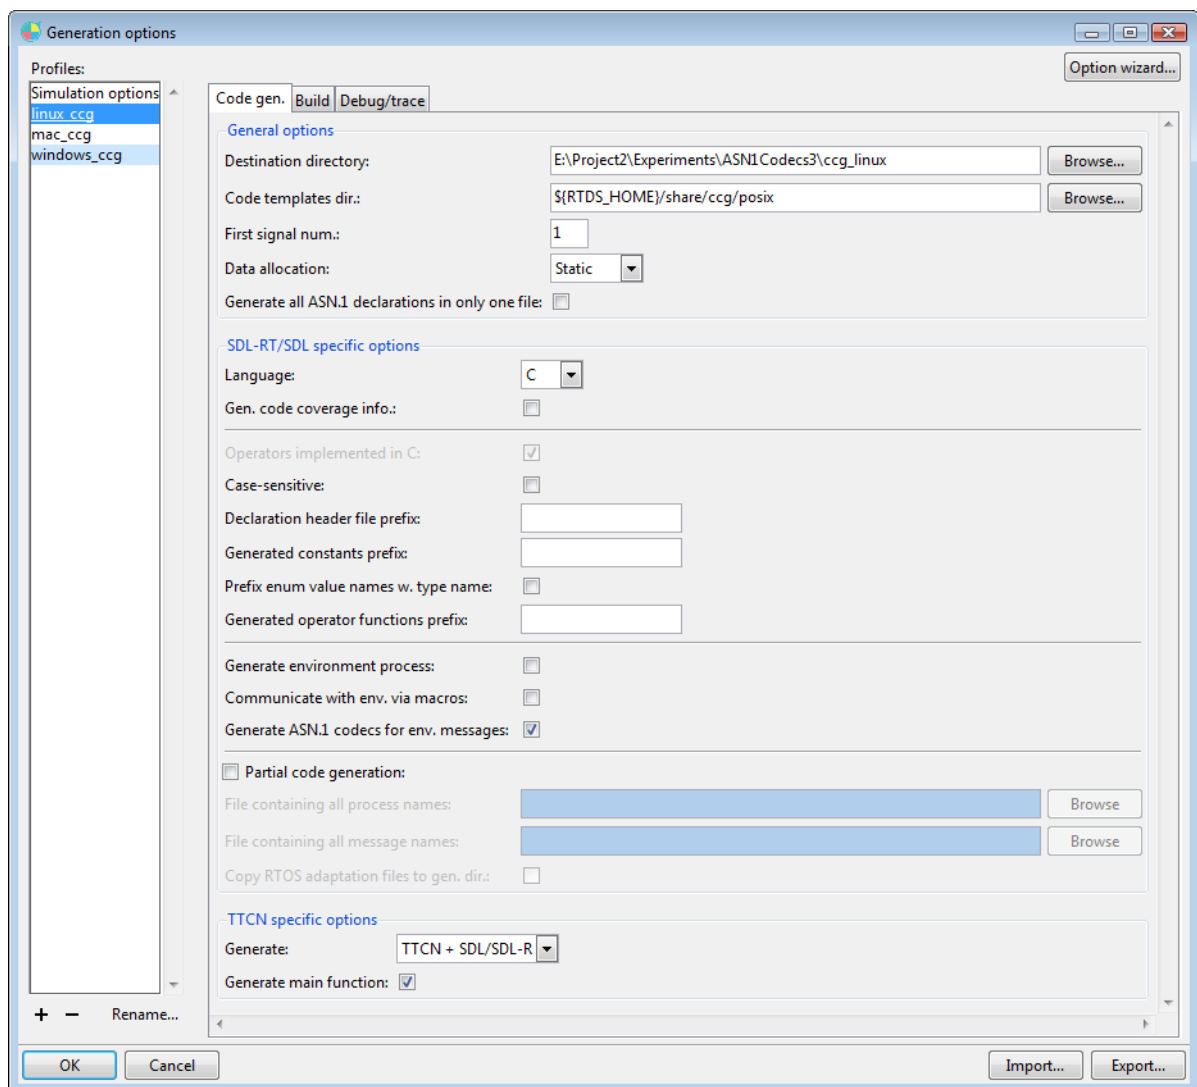 Generation options
Profiles:
Option wizard...
Simulation options
linux_ccg
mac_ccg
windows_ccg
Code gen. Build Debug/trace
General options
Destination directory: E:\Project2\Experiments\ASN1Codecs3\ccg_linux Browse...
Code templates dir.: ${RTDS_HOME}/share/ccg/posix Browse...
First signal num.: 1
Data allocation: Static
Generate all ASN.1 declarations in only one file:
SDL-RT/SDL specific options
Language: C
Gen. code coverage info.:
Operators implemented in C:
Case-sensitive:
Declaration header file prefix:
Generated constants prefix:
Prefix enum value names w. type name:
Generated operator functions prefix:
Generate environment process:
Communicate with env. via macros:
Generate ASN.1 codecs for env. messages:
Partial code generation:
File containing all process names: Browse
File containing all message names: Browse
Copy RTOS adaptation files to gen. dir.:
TTCN specific options
Generate: TTCN + SDL/SDL-R
Generate main function:
+ − Rename...
OK Cancel Import... Export...